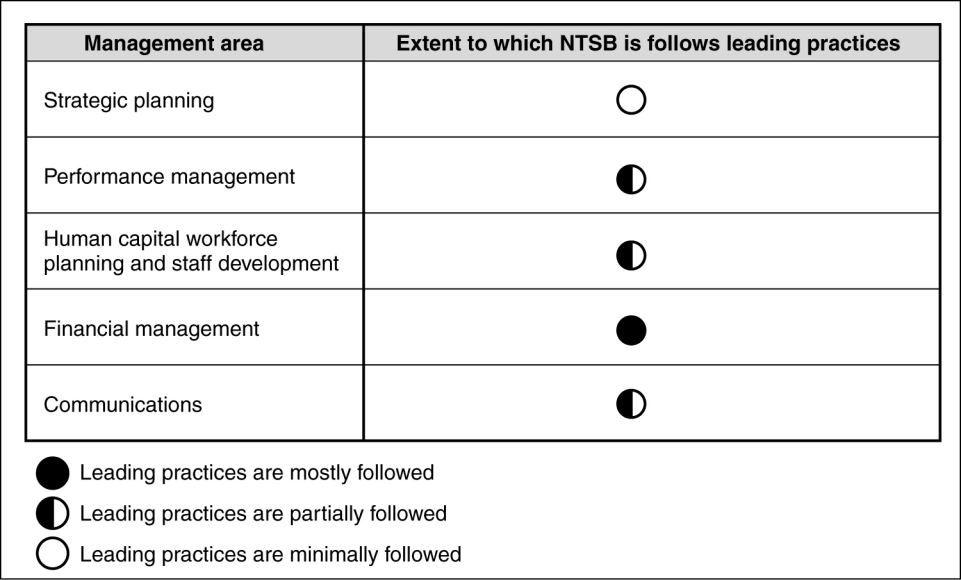 Management area
Extent to which NTSB is follows leading practices
Strategic planning
Performance management
Human capital workforce
planning and staff development
Financial management
Communications
Leading practices are mostly followed
Leading practices are partially followed
Leading practices are minimally followed